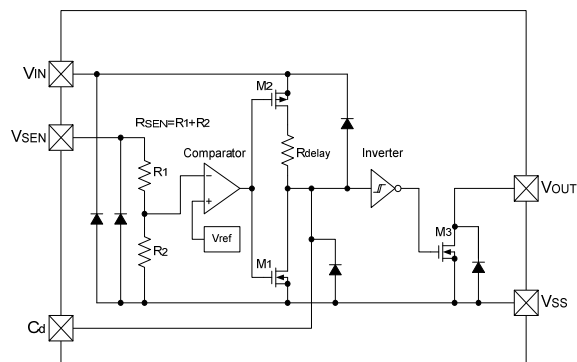 VIN
M2
VSEN
RSEN=R1+R2
Comparator
Rdelay
Inverter
R1
−
+
VOUT
Vref
M3
R2
M1
VSS
Cd